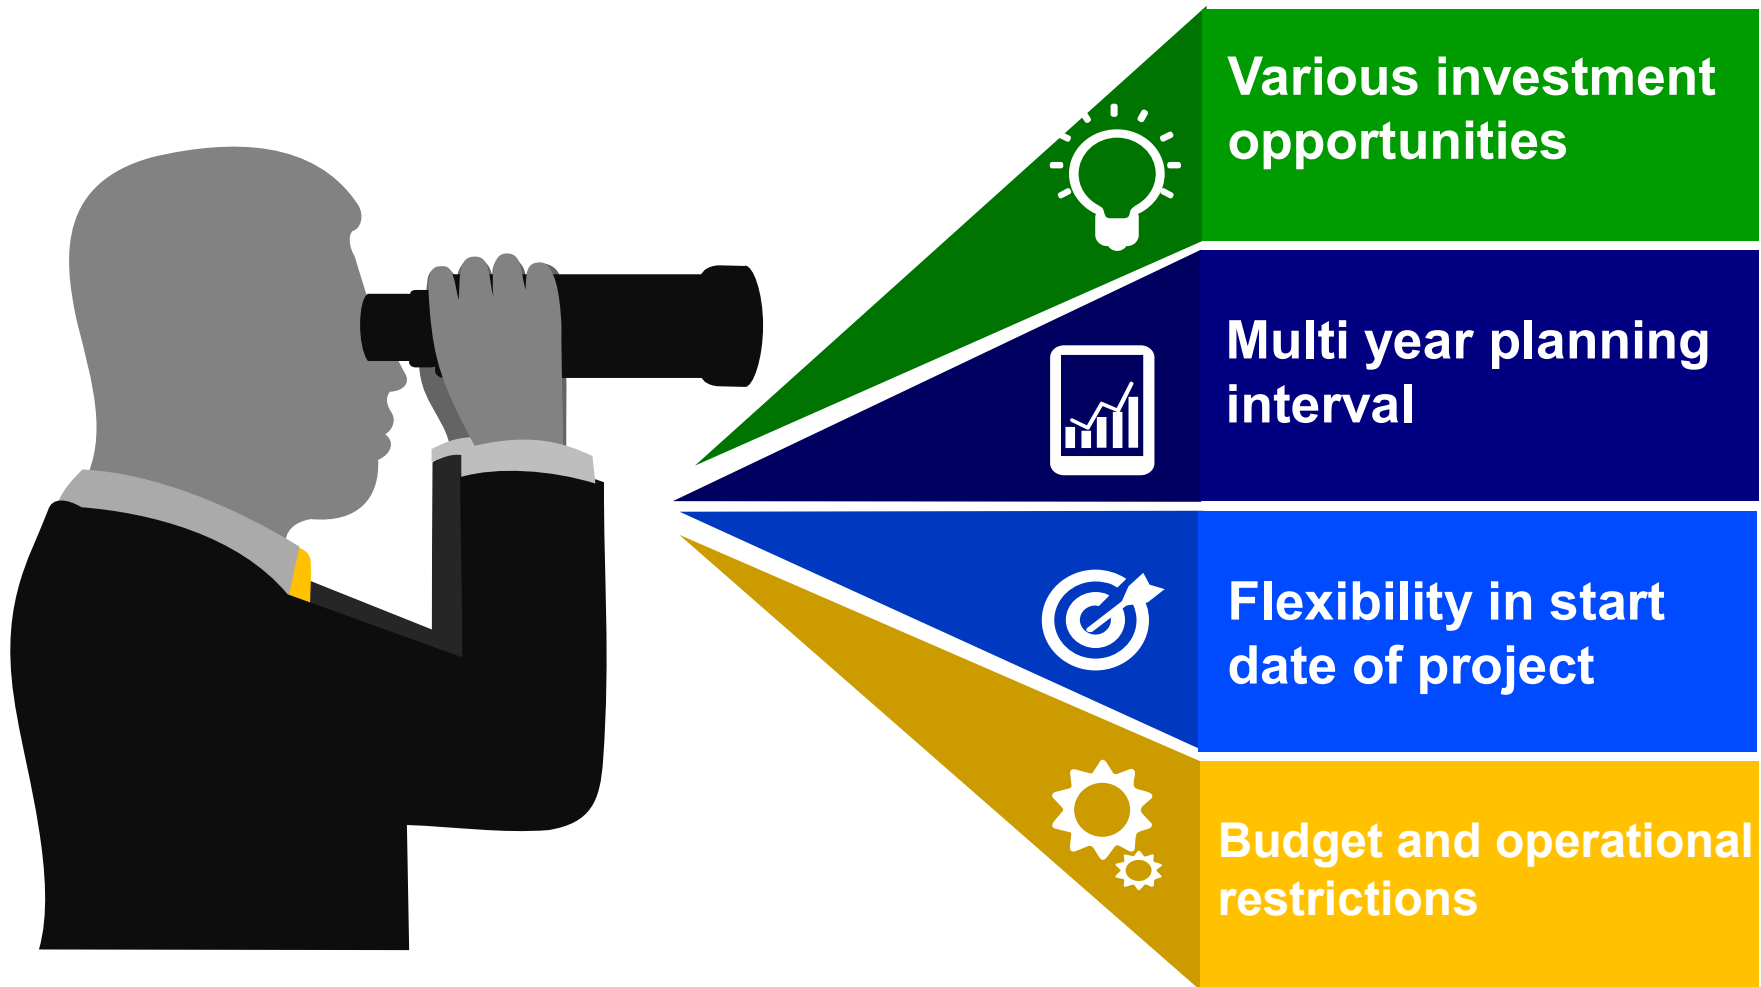 Various investment
opportunities
Multi year planning
interval
Flexibility in start
date of project
Budget and operational
restrictions